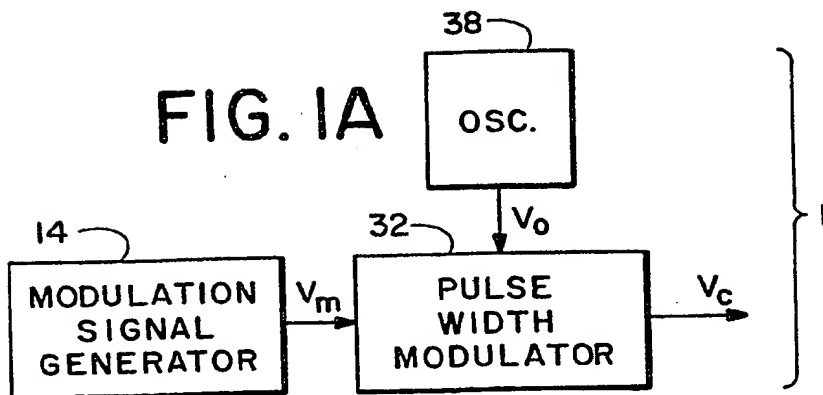 38
FIG. 1A
OSC.
Vo
14
32
MODULATION
SIGNAL
GENERATOR
Vm
PULSE
WIDTH
MODULATOR
Vc